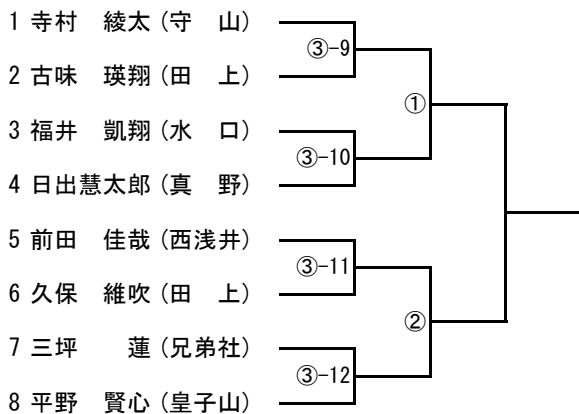 1 寺村　綾太(守　山)
③-9
2 古味　瑛翔(田　上)
①
3 福井　凱翔(水　口)
③-10
4 日出慧太郎(真　野)
5 前田　佳哉(西浅井)
③-11
6 久保　維吹(田　上)
②
7 三坪　　蓮(兄弟社)
③-12
8 平野　賢心(皇子山)